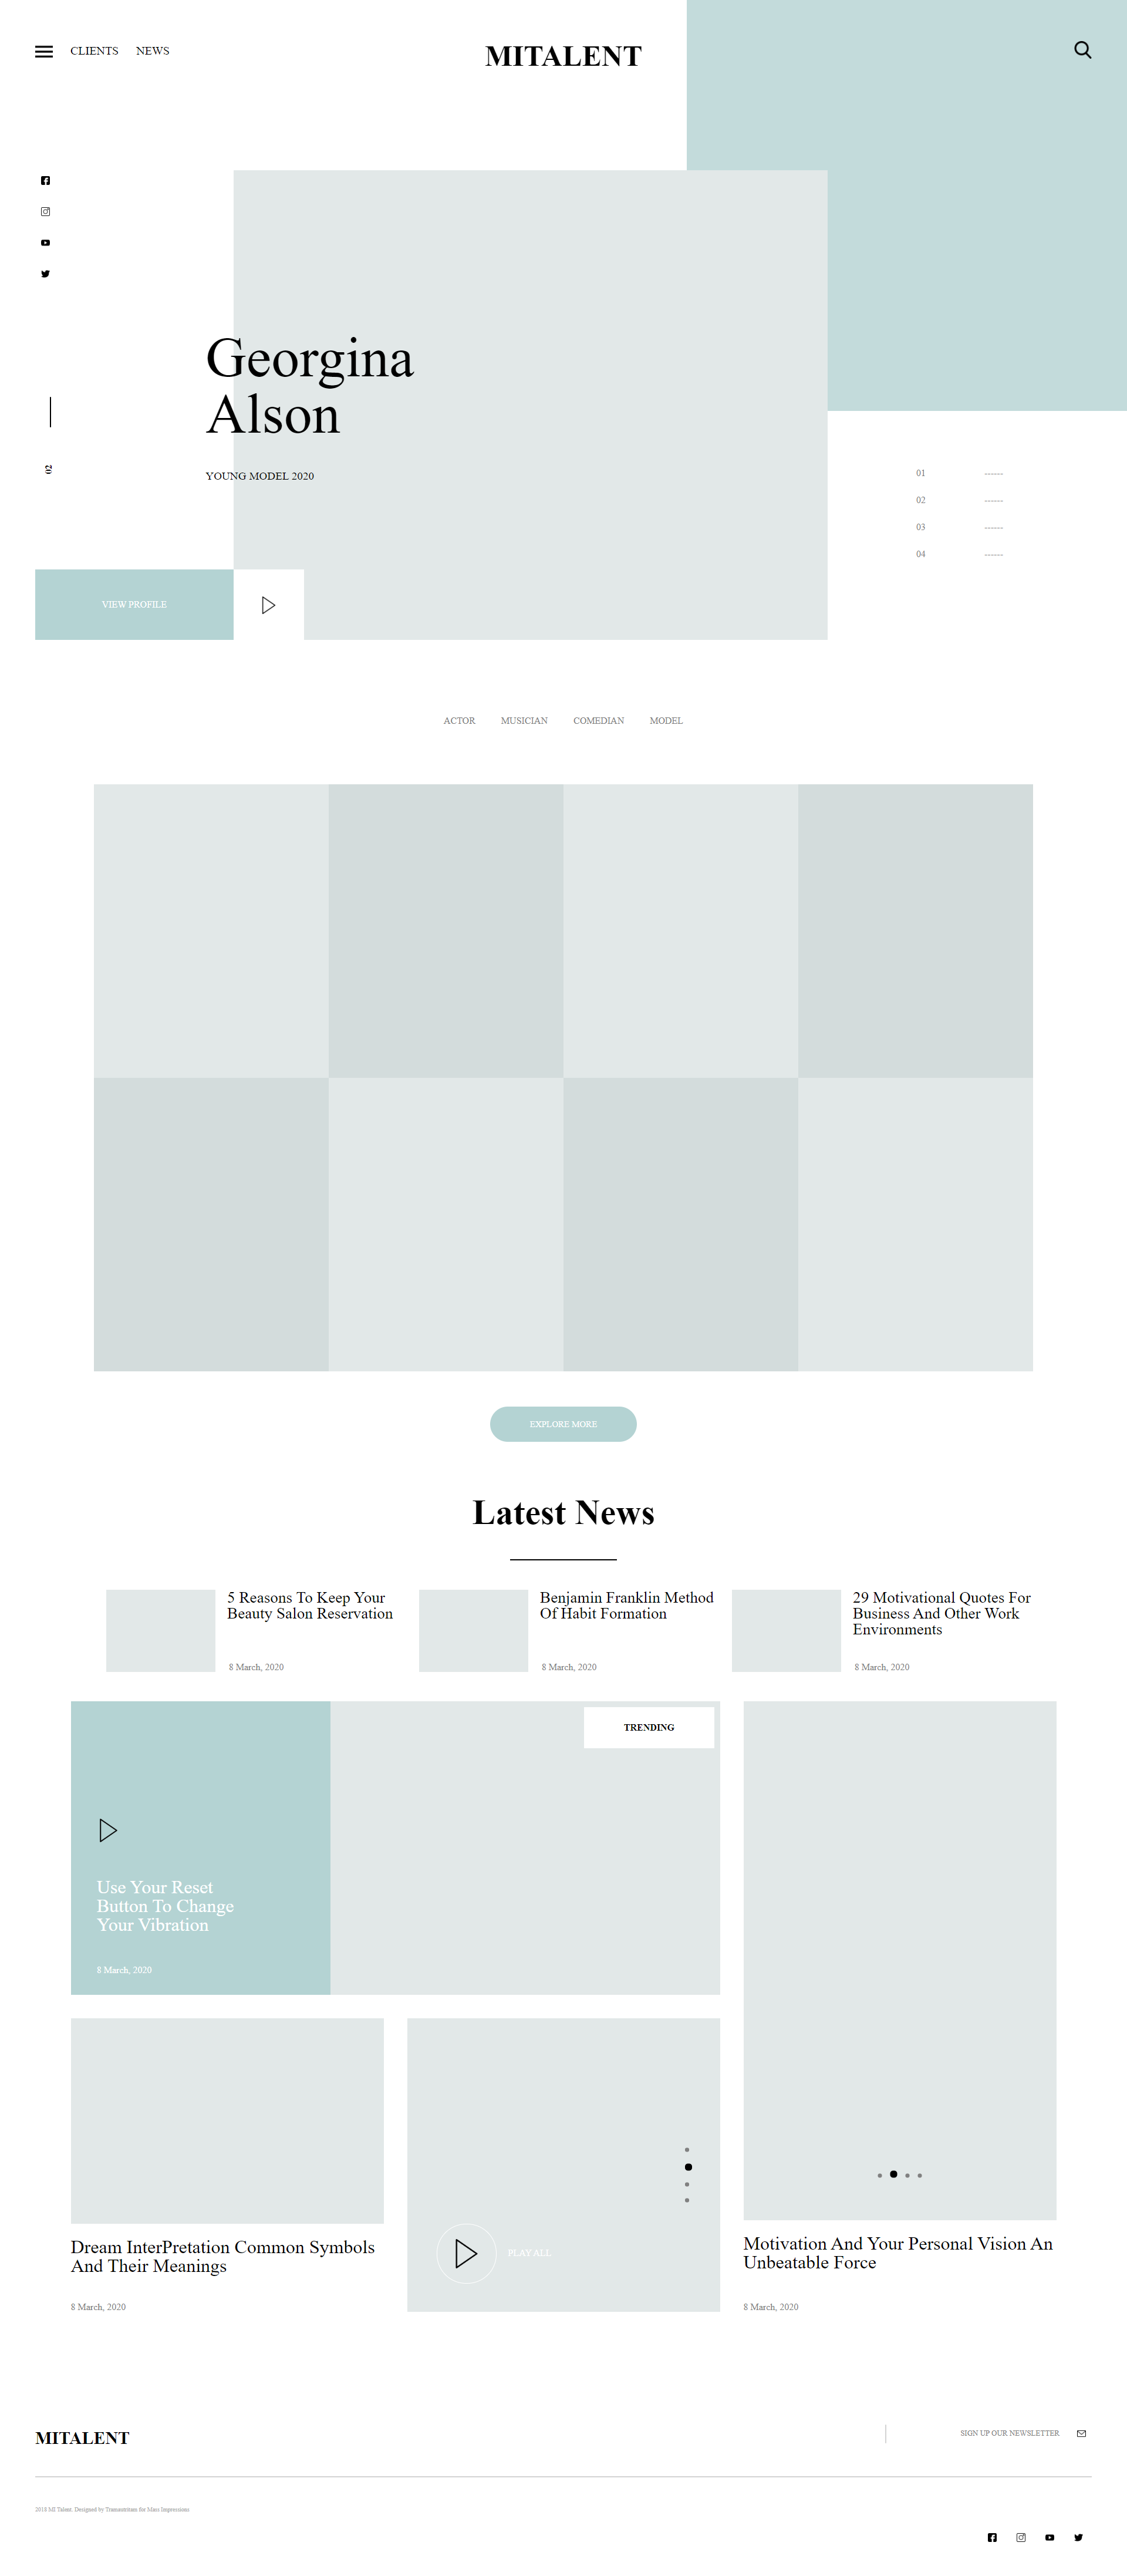 CLIENTS NEWS
MITALENT
Georgina
Alson
YOUNG MODEL 2020
02
01 ------
02 ------
03 ------
04 ------
VIEW PROFILE
ACTOR MUSICIAN COMEDIAN MODEL
EXPLORE MORE
Latest News
5 Reasons To Keep Your
Beauty Salon Reservation
8 March, 2020
Benjamin Franklin Method
Of Habit Formation
8 March, 2020
29 Motivational Quotes For
Business And Other Work
Environments
8 March, 2020
TRENDING
Use Your Reset
Button To Change
Your Vibration
8 March, 2020
Dream InterPretation Common Symbols
And Their Meanings
8 March, 2020
PLAY ALL
Motivation And Your Personal Vision An
Unbeatable Force
8 March, 2020
MITALENT
SIGN UP OUR NEWSLETTER
2018 MI Talent. Designed by for Mass Impressions